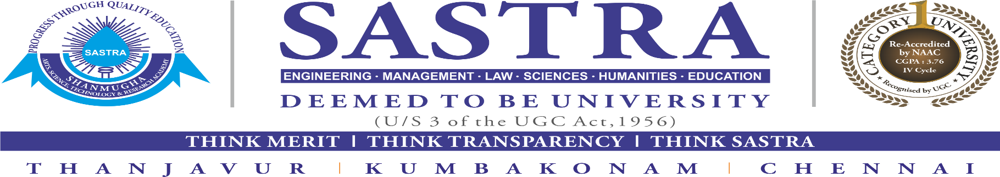 PROGRESS THROUGH QUALITY EDUCATION
SASTRA
SHANMUGHA
ARTS, SCIENCE, TECHNOLOGY & RESEARCH ACADEMY
SASTRA
ENGINEERING · MANAGEMENT · LAW · SCIENCES · HUMANITIES · EDUCATION
DEEMED TO BE UNIVERSITY
(U/S 3 of the UGC Act,1956)
CATEGORY 1 UNIVERSITY
Re-Accredited
by NAAC
CGPA : 3.76
IV Cycle
★ Recognised by UGC ★
THINK MERIT | THINK TRANSPARENCY | THINK SASTRA
THANJAVUR | KUMBAKONAM | CHENNAI